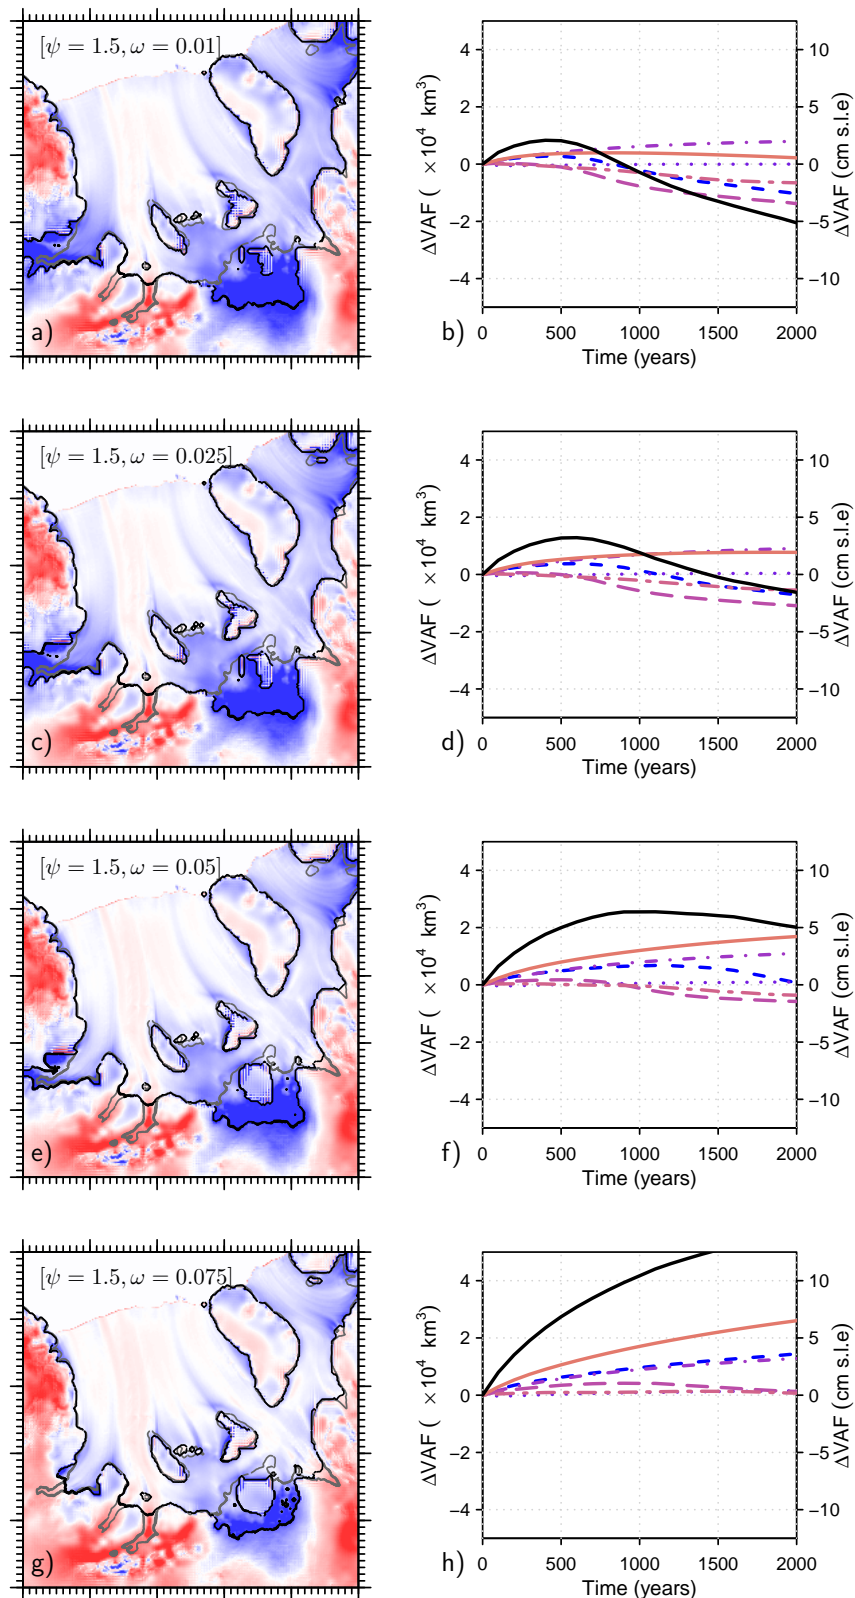 [ψ = 1.5, ω = 0.01]
a)
4
2
0
−2
−4
ΔVAF ( ×10⁴ km³)
10
5
0
−5
−10
ΔVAF (cm s.l.e)
b)
0 500 1000 1500 2000
Time (years)
[ψ = 1.5, ω = 0.025]
c)
4
2
0
−2
−4
ΔVAF ( ×10⁴ km³)
10
5
0
−5
−10
ΔVAF (cm s.l.e)
d)
0 500 1000 1500 2000
Time (years)
[ψ = 1.5, ω = 0.05]
e)
4
2
0
−2
−4
ΔVAF ( ×10⁴ km³)
10
5
0
−5
−10
ΔVAF (cm s.l.e)
f)
0 500 1000 1500 2000
Time (years)
[ψ = 1.5, ω = 0.075]
g)
4
2
0
−2
−4
ΔVAF ( ×10⁴ km³)
10
5
0
−5
−10
ΔVAF (cm s.l.e)
h)
0 500 1000 1500 2000
Time (years)